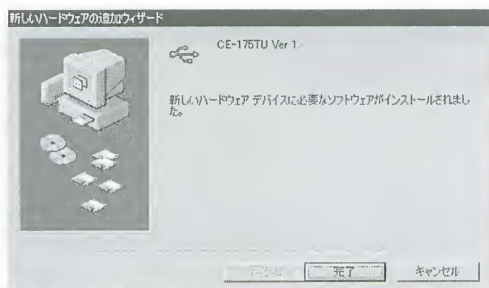 新しいハードウェアの追加ウィザード
CE-175TU Ver 1.
新しいハードウェア デバイスに必要なソフトウェアがインストールされまし
た。
完了
キャンセル